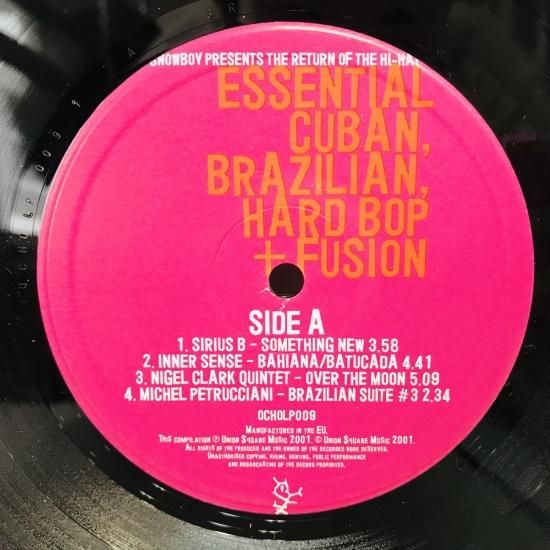 SNOWBOY PRESENTS THE RETURN OF THE HI-HAT
ESSENTIAL
CUBAN,
BRAZILIAN,
HARD BOP
+ FUSION
SIDE A
1. SIRIUS B - SOMETHING NEW 3.58
2. INNER SENSE - BAHIANA/BATUCADA 4.41
3. NIGEL CLARK QUINTET - OVER THE MOON 5.09
4. MICHEL PETRUCCIANI - BRAZILIAN SUITE #3 2.34
OCHOLP009
MANUFACTURED IN THE EU.
THIS COMPILATION ℗ UNION SQUARE MUSIC 2001. © UNION SQUARE MUSIC 2001.
ALL RIGHTS OF THE PRODUCER AND THE OWNER OF THE RECORDED WORK RESERVED.
UNAUTHORISED COPYING, HIRING, RENTING, PUBLIC PERFORMANCE
AND BROADCASTING OF THE RECORD PROHIBITED.